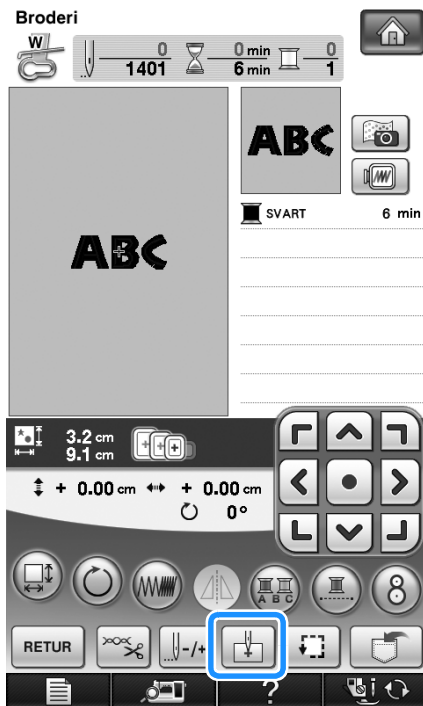 Broderi
W
0 0 min 0
1401 6 min 1
ABC
ABC
SVART 6 min
3.2 cm
9.1 cm
+ 0.00 cm + 0.00 cm
0°
A B C
8
RETUR -/+
?